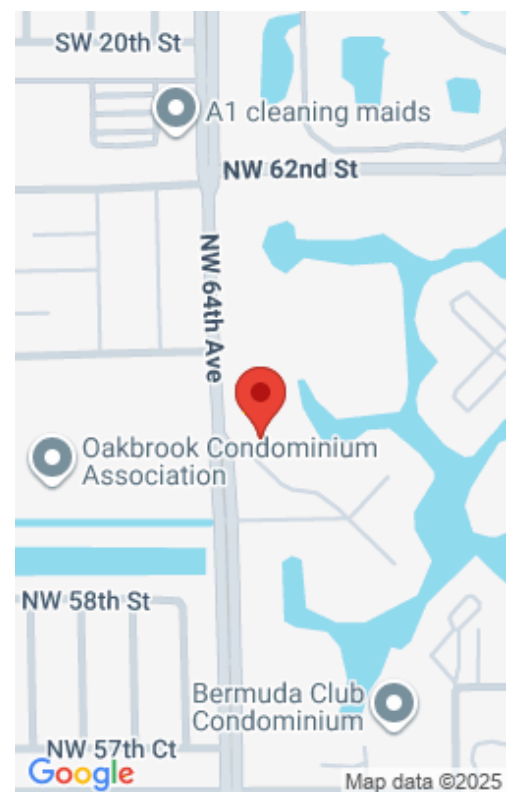 SW 20th St
A1 cleaning maids
NW 62nd St
NW 64th Ave
Oakbrook Condominium
Association
NW 58th St
Bermuda Club
Condominium
NW 57th Ct
Google
Map data ©2025